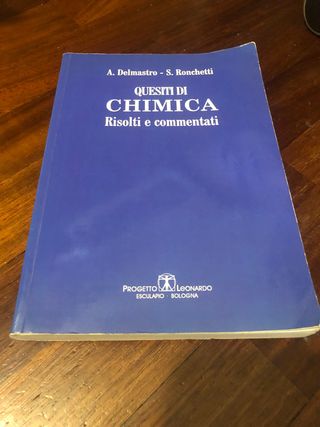 A. Delmastro - S. Ronchetti
QUESITI DI
CHIMICA
Risolti e commentati
PROGETTO LEONARDO
ESCULAPIO · BOLOGNA